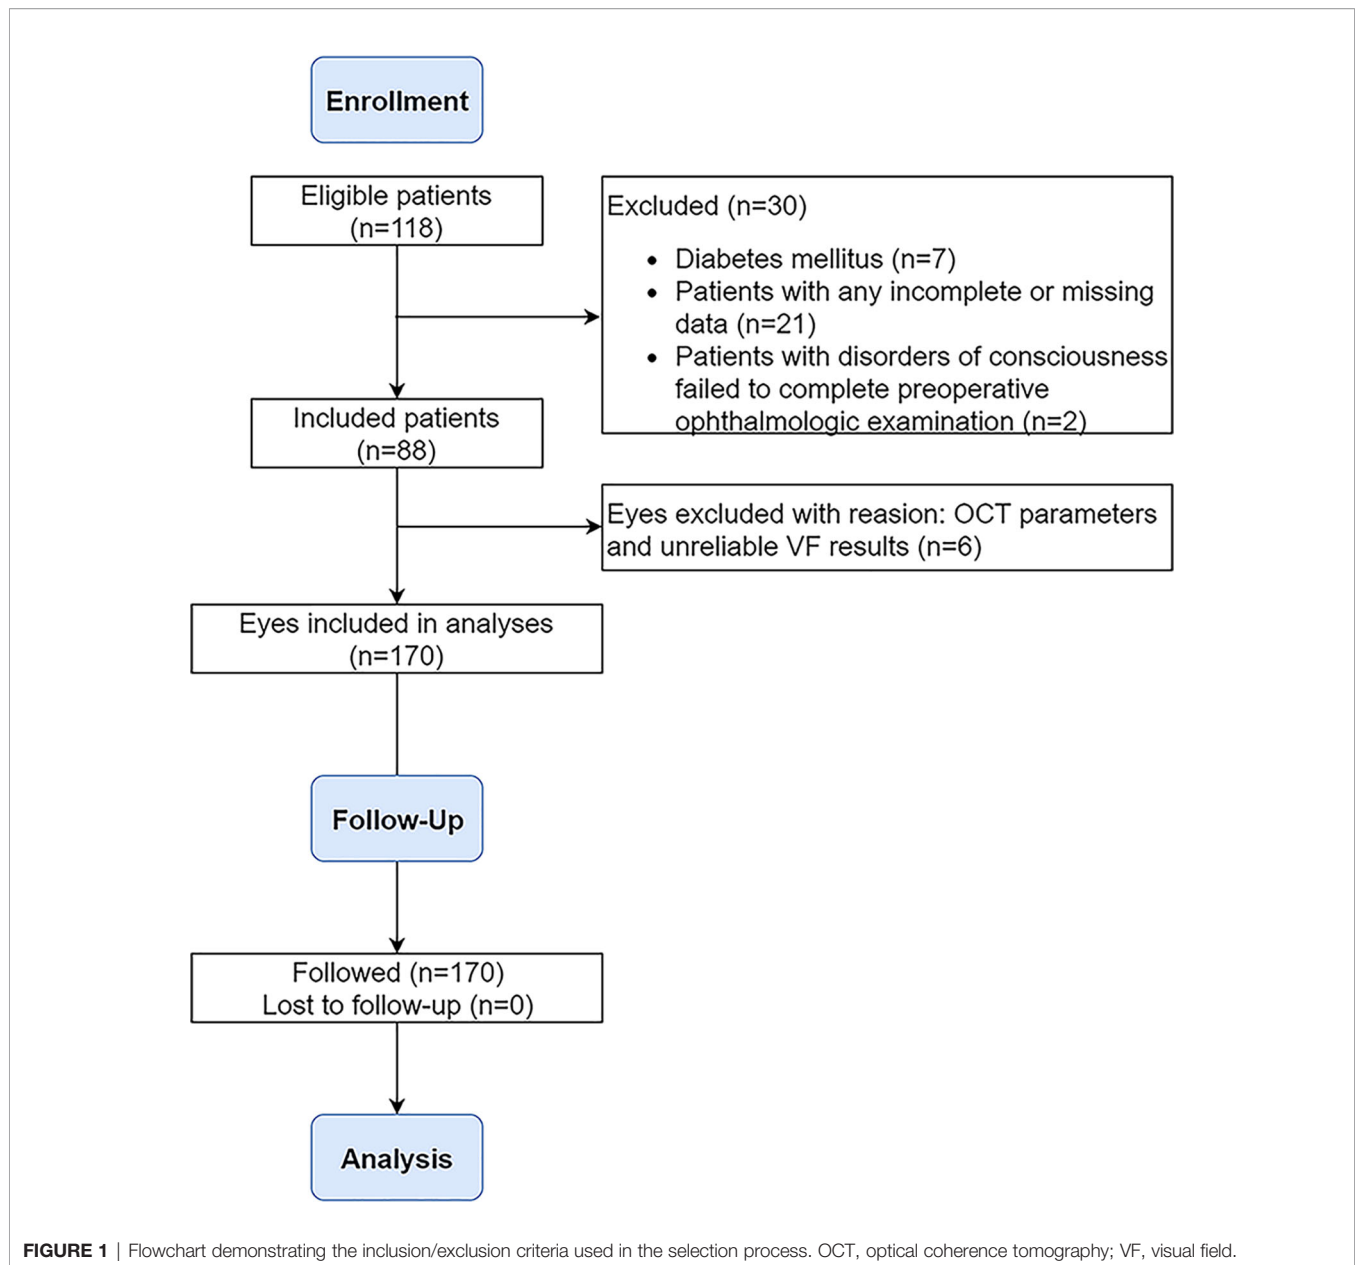 Enrollment
Eligible patients
(n=118)
Excluded (n=30)
• Diabetes mellitus (n=7)
• Patients with any incomplete or missing
data (n=21)
• Patients with disorders of consciousness
failed to complete preoperative
ophthalmologic examination (n=2)
Included patients
(n=88)
Eyes excluded with reasion: OCT parameters
and unreliable VF results (n=6)
Eyes included in analyses
(n=170)
Follow-Up
Followed (n=170)
Lost to follow-up (n=0)
Analysis
FIGURE 1 | Flowchart demonstrating the inclusion/exclusion criteria used in the selection process. OCT, optical coherence tomography; VF, visual field.